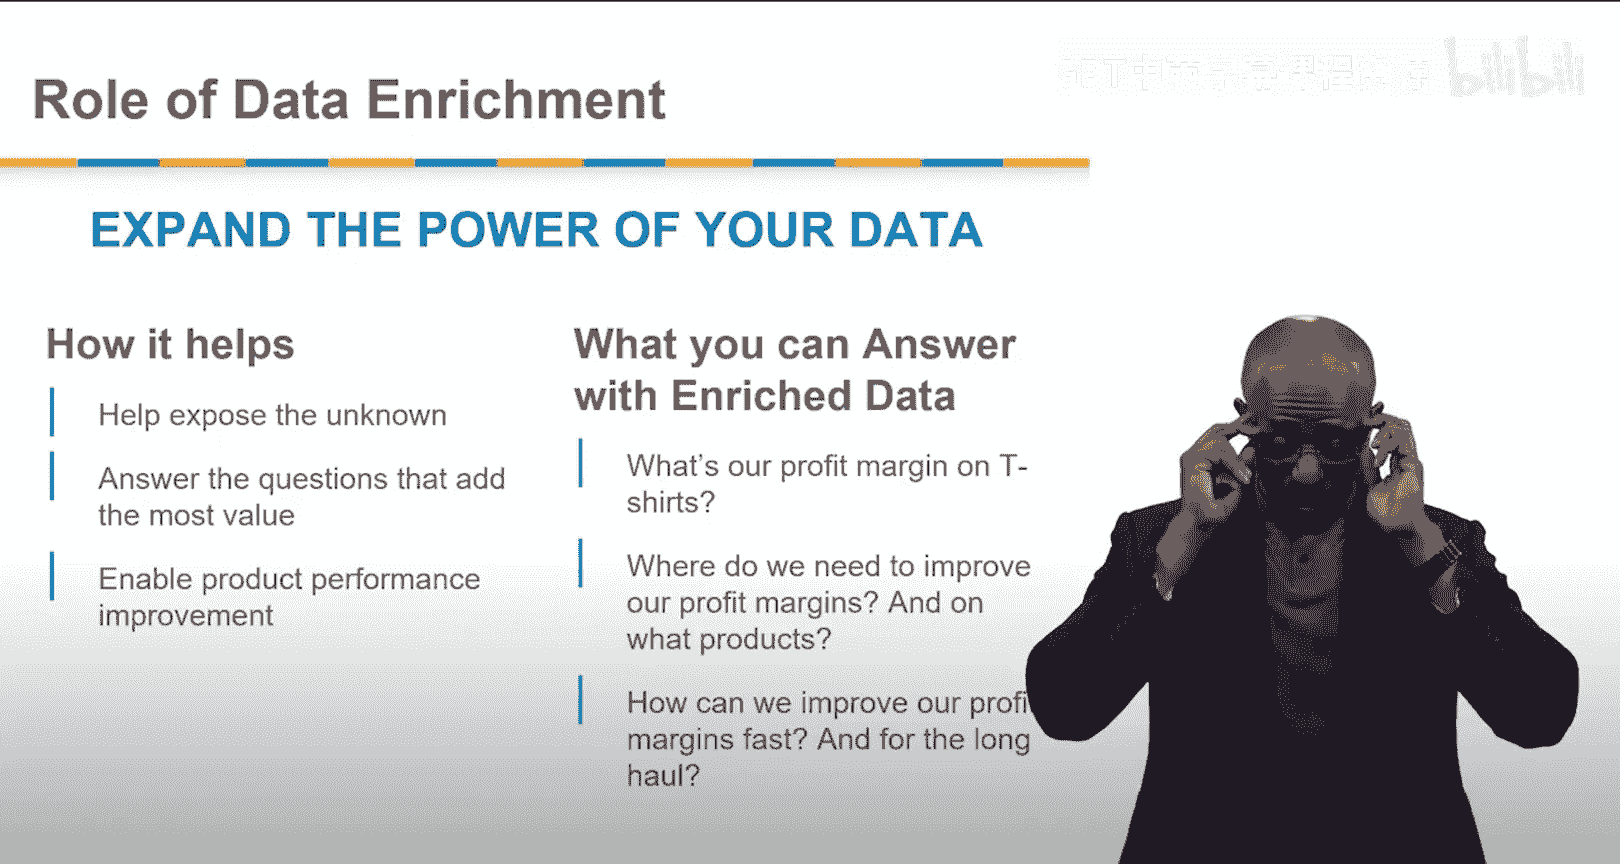 Role of Data Enrichment
EXPAND THE POWER OF YOUR DATA
How it helps
Help expose the unknown
Answer the questions that add
the most value
Enable product performance
improvement
What you can Answer
with Enriched Data
What's our profit margin on T-
shirts?
Where do we need to improve
our profit margins? And on
what products?
How can we improve our profi
margins fast? And for the long
haul?
bilibili